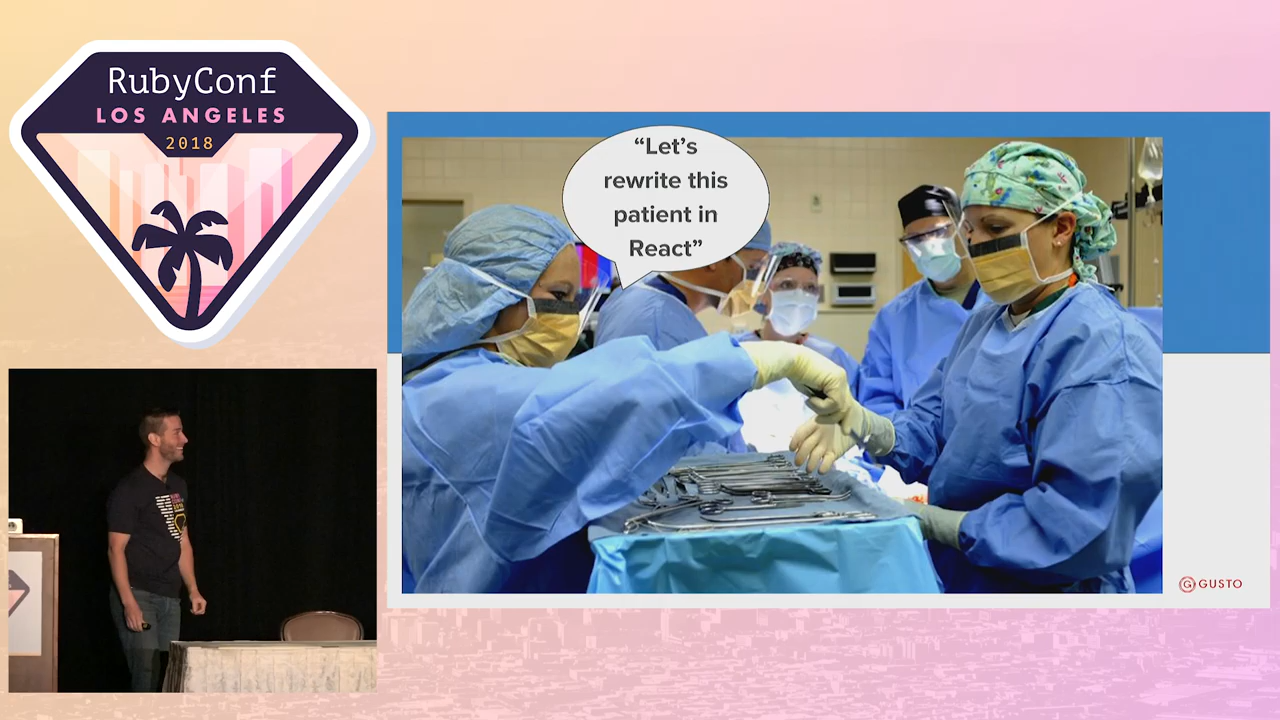 RubyConf
LOS ANGELES
2018
“Let’s
rewrite this
patient in
React”
GUSTO